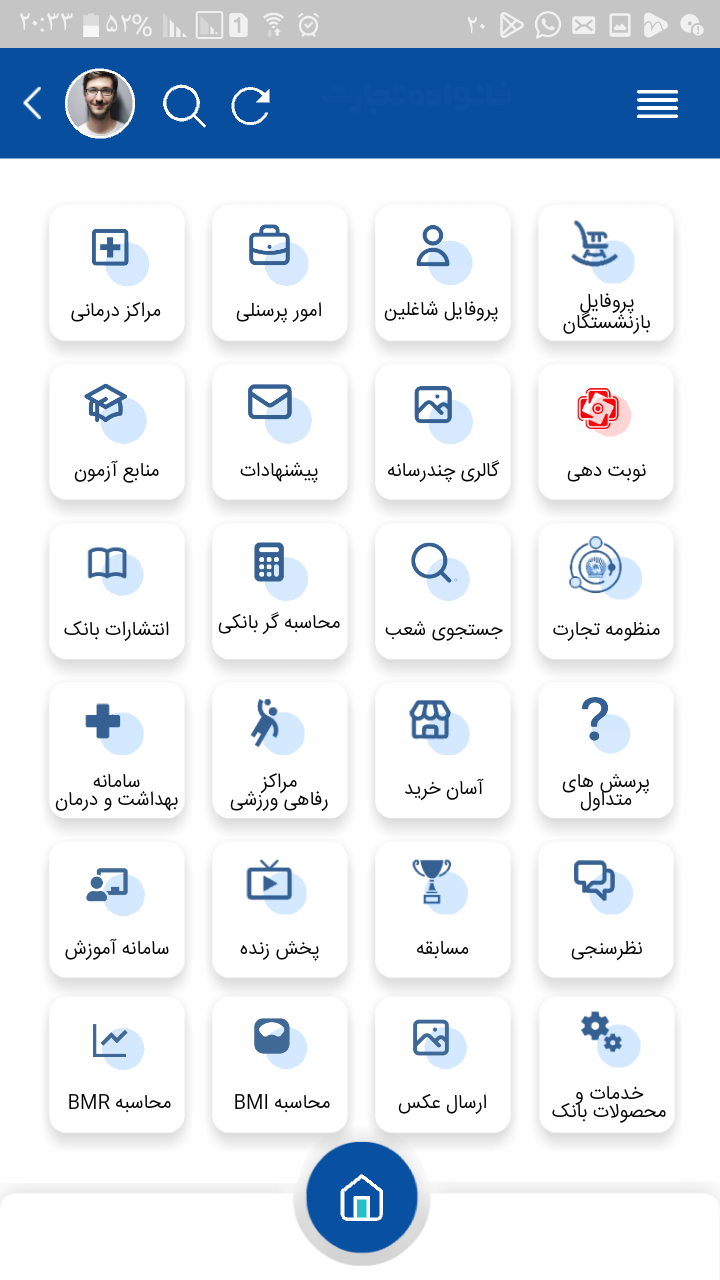 ۲۰:۳۳ ۵۲% 1 ۲۰
خانواده تجارت
پروفایل
بازنشستگان
پروفایل شاغلین
امور پرسنلی
مراکز درمانی
نوبت دهی
گالری چندرسانه
پیشنهادات
منابع آزمون
منظومه تجارت
جستجوی شعب
محاسبه گر بانکی
انتشارات بانک
پرسش های
متداول
آسان خرید
مراکز
رفاهی ورزشی
سامانه
بهداشت و درمان
نظرسنجی
مسابقه
پخش زنده
سامانه آموزش
خدمات و
محصولات بانک
ارسال عکس
محاسبه BMI
محاسبه BMR